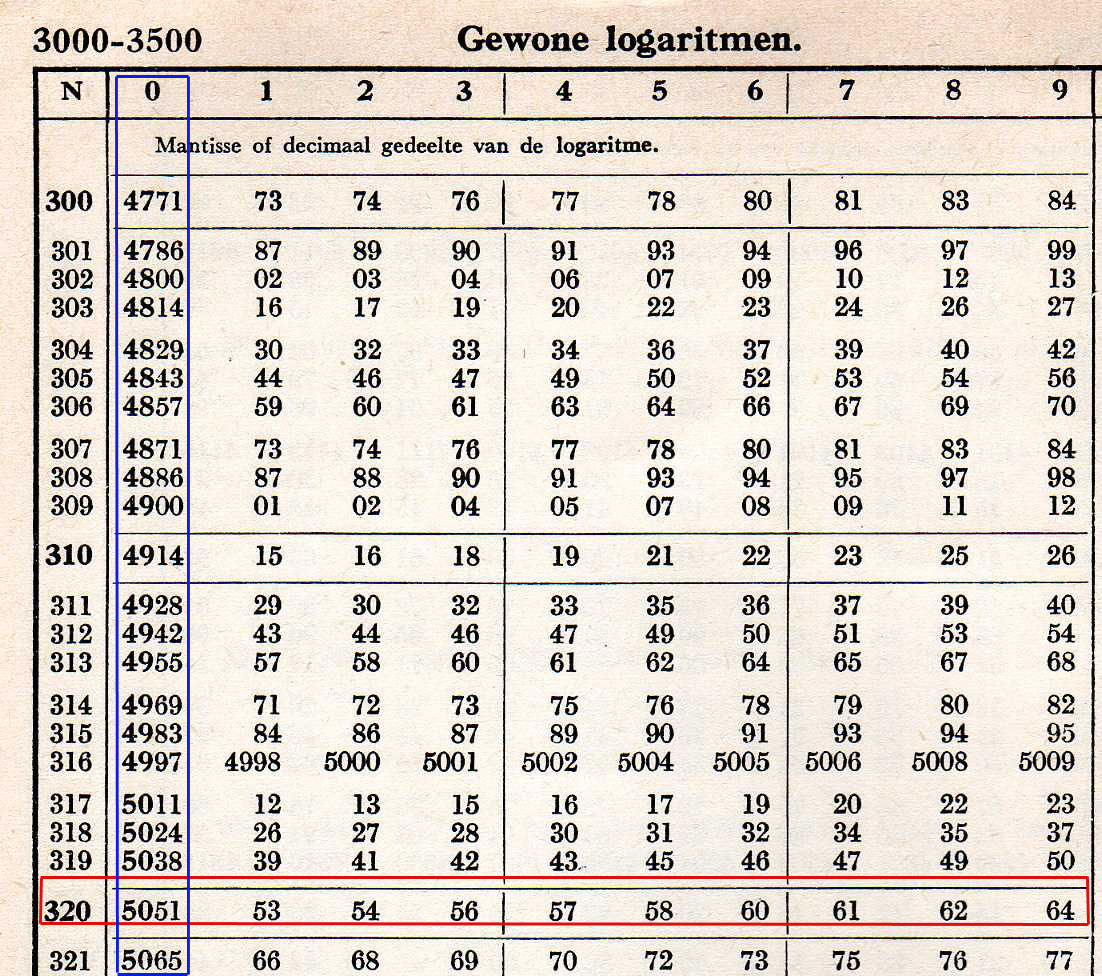 3000-3500 Gewone logaritmen.
N 0 1 2 3 4 5 6 7 8 9
Mantisse of decimaal gedeelte van de logaritme.
300 4771 73 74 76 77 78 80 81 83 84
301 4786 87 89 90 91 93 94 96 97 99
302 4800 02 03 04 06 07 09 10 12 13
303 4814 16 17 19 20 22 23 24 26 27
304 4829 30 32 33 34 36 37 39 40 42
305 4843 44 46 47 49 50 52 53 54 56
306 4857 59 60 61 63 64 66 67 69 70
307 4871 73 74 76 77 78 80 81 83 84
308 4886 87 88 90 91 93 94 95 97 98
309 4900 01 02 04 05 07 08 09 11 12
310 4914 15 16 18 19 21 22 23 25 26
311 4928 29 30 32 33 35 36 37 39 40
312 4942 43 44 46 47 49 50 51 53 54
313 4955 57 58 60 61 62 64 65 67 68
314 4969 71 72 73 75 76 78 79 80 82
315 4983 84 86 87 89 90 91 93 94 95
316 4997 4998 5000 5001 5002 5004 5005 5006 5008 5009
317 5011 12 13 15 16 17 19 20 22 23
318 5024 26 27 28 30 31 32 34 35 37
319 5038 39 41 42 43 45 46 47 49 50
320 5051 53 54 56 57 58 60 61 62 64
321 5065 66 68 69 70 72 73 75 76 77